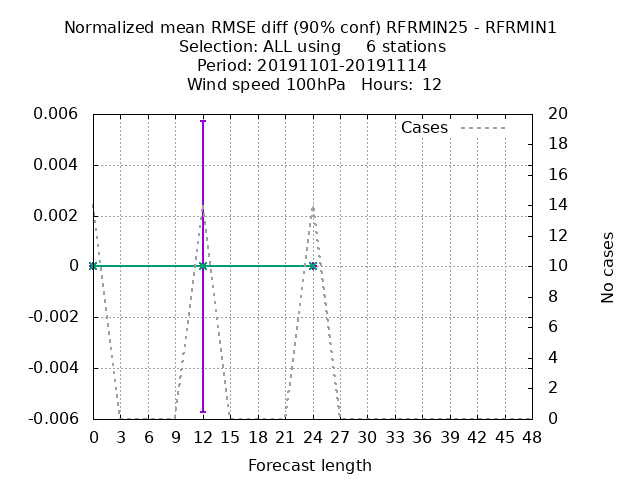 Normalized mean RMSE diff (90% conf) RFRMIN25 - RFRMIN1
Selection: ALL using     6 stations
Period: 20191101-20191114
Wind speed 100hPa   Hours:  12
Cases
0.006
0.004
0.002
0
-0.002
-0.004
-0.006
20
18
16
14
12
10
8
6
4
2
0
No cases
0 3 6 9 12 15 18 21 24 27 30 33 36 39 42 45 48
Forecast length